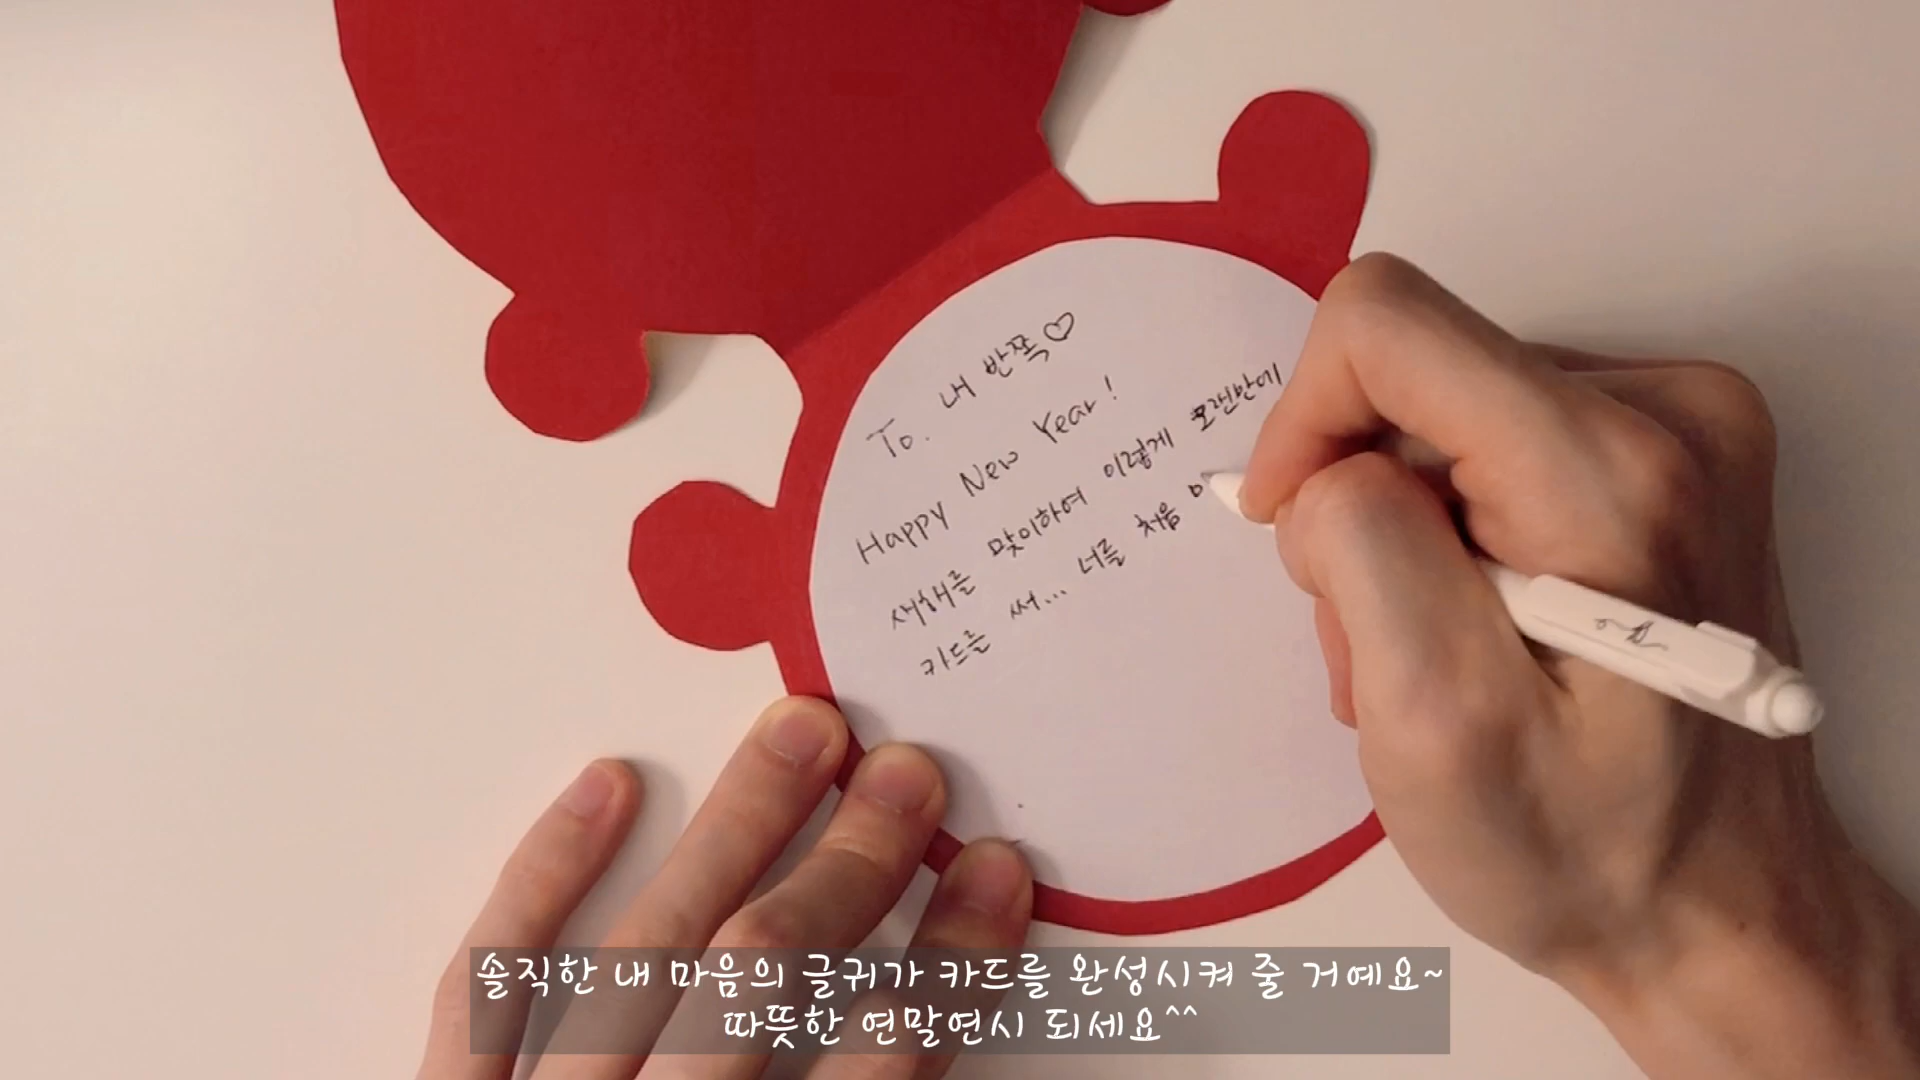 To. 내 반쪽♡
Happy New Year!
새해를 맞이하여 이렇게 오랜만에
카드를 써... 너를 처음
솔직한 내 마음의 글귀가 카드를 완성시켜 줄 거예요~
따뜻한 연말연시 되세요^^